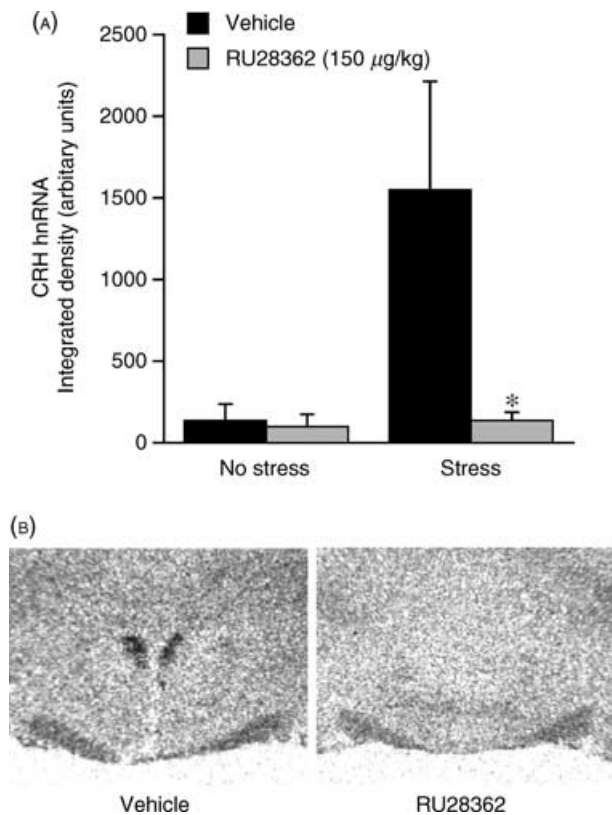 (A)
2500
2000
1500
1000
500
0
CRH hnRNA
Integrated density (arbitary units)
Vehicle
RU28362 (150 μg/kg)
*
No stress
Stress
(B)
Vehicle
RU28362